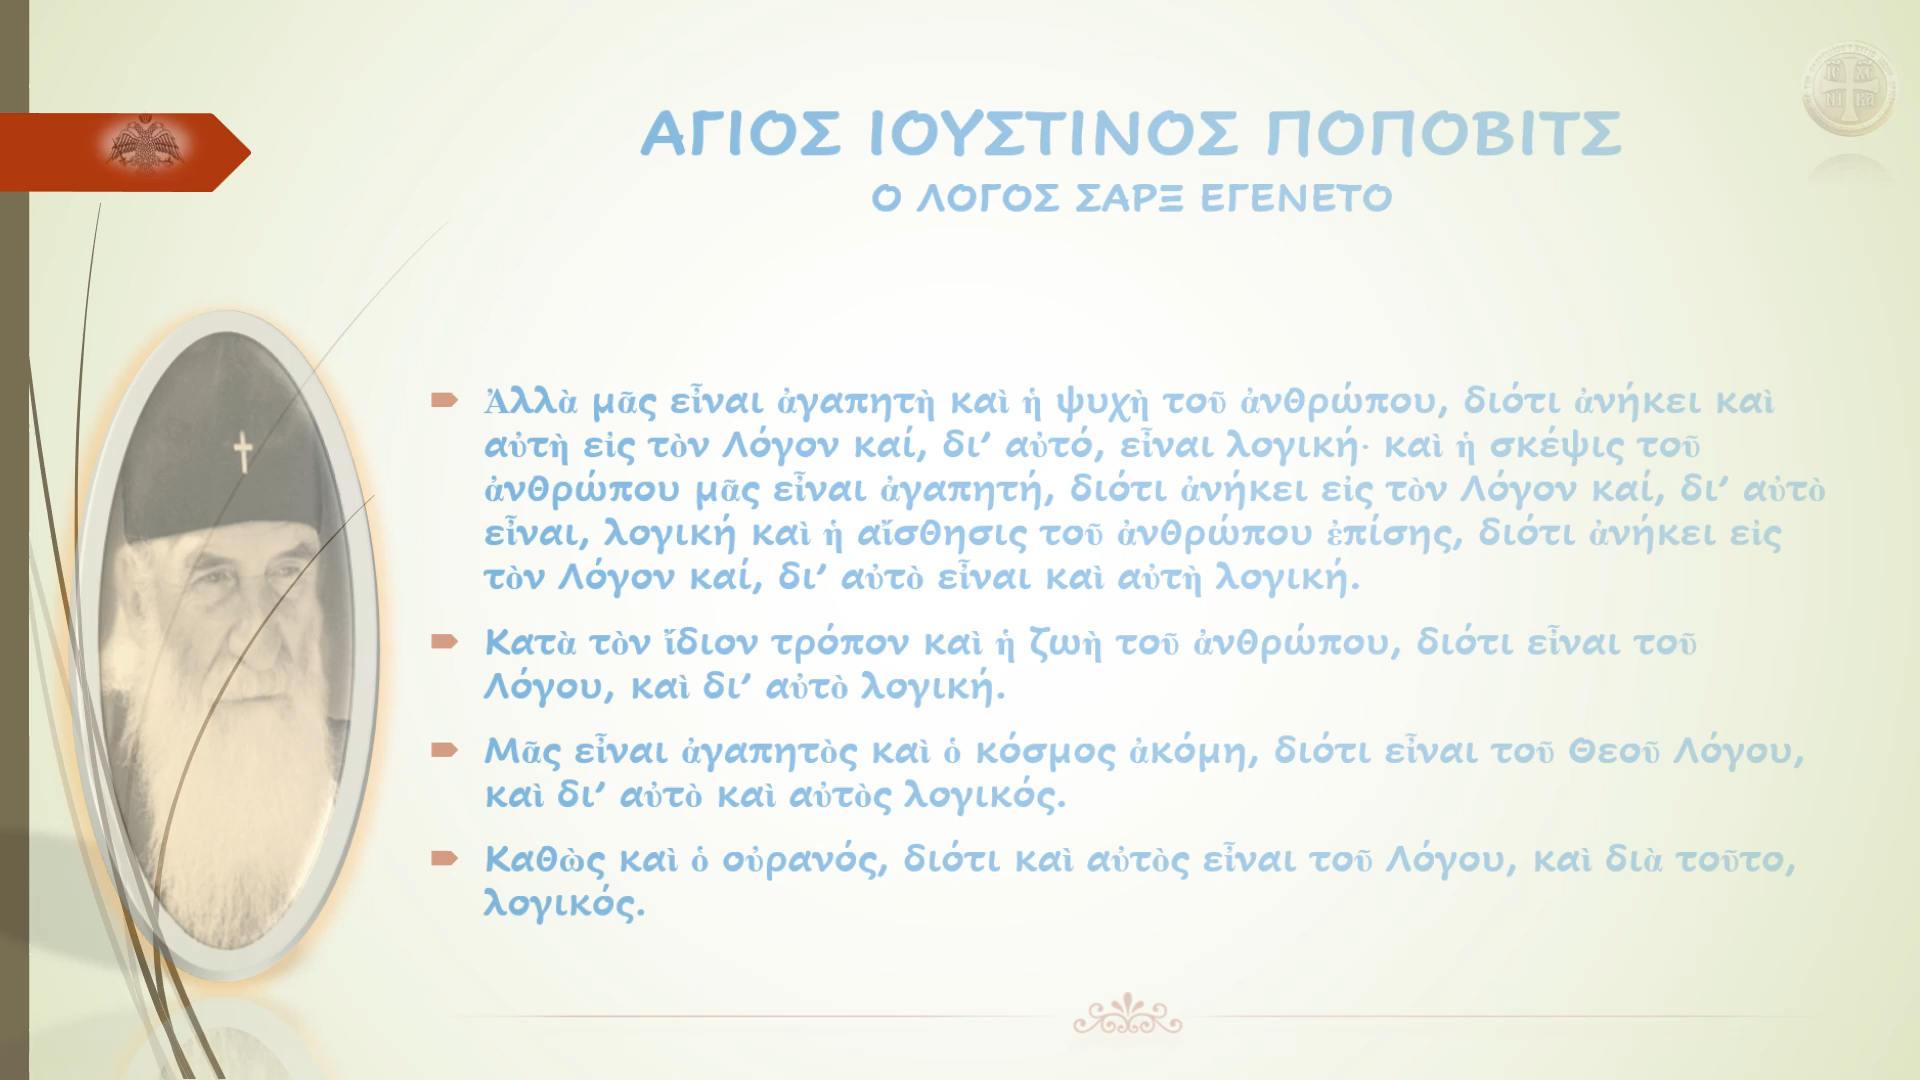 ΑΓΙΟΣ ΙΟΥΣΤΙΝΟΣ ΠΟΠΟΒΙΤΣ
Ο ΛΟΓΟΣ ΣΑΡΞ ΕΓΕΝΕΤΟ
IC XC
NI KA
Ἀλλὰ μᾶς εἶναι ἀγαπητὴ καὶ ἡ ψυχὴ τοῦ ἀνθρώπου, διότι ἀνήκει καὶ
αὐτὴ εἰς τὸν Λόγον καί, δι’ αὐτό, εἶναι λογική· καὶ ἡ σκέψις τοῦ
ἀνθρώπου μᾶς εἶναι ἀγαπητή, διότι ἀνήκει εἰς τὸν Λόγον καί, δι’ αὐτὸ
εἶναι, λογική καὶ ἡ αἴσθησις τοῦ ἀνθρώπου ἐπίσης, διότι ἀνήκει εἰς
τὸν Λόγον καί, δι’ αὐτὸ εἶναι καὶ αὐτὴ λογική.
Κατὰ τὸν ἴδιον τρόπον καὶ ἡ ζωὴ τοῦ ἀνθρώπου, διότι εἶναι τοῦ
Λόγου, καὶ δι’ αὐτὸ λογική.
Μᾶς εἶναι ἀγαπητὸς καὶ ὁ κόσμος ἀκόμη, διότι εἶναι τοῦ Θεοῦ Λόγου,
καὶ δι’ αὐτὸ καὶ αὐτὸς λογικός.
Καθὼς καὶ ὁ οὐρανός, διότι καὶ αὐτὸς εἶναι τοῦ Λόγου, καὶ διὰ τοῦτο,
λογικός.